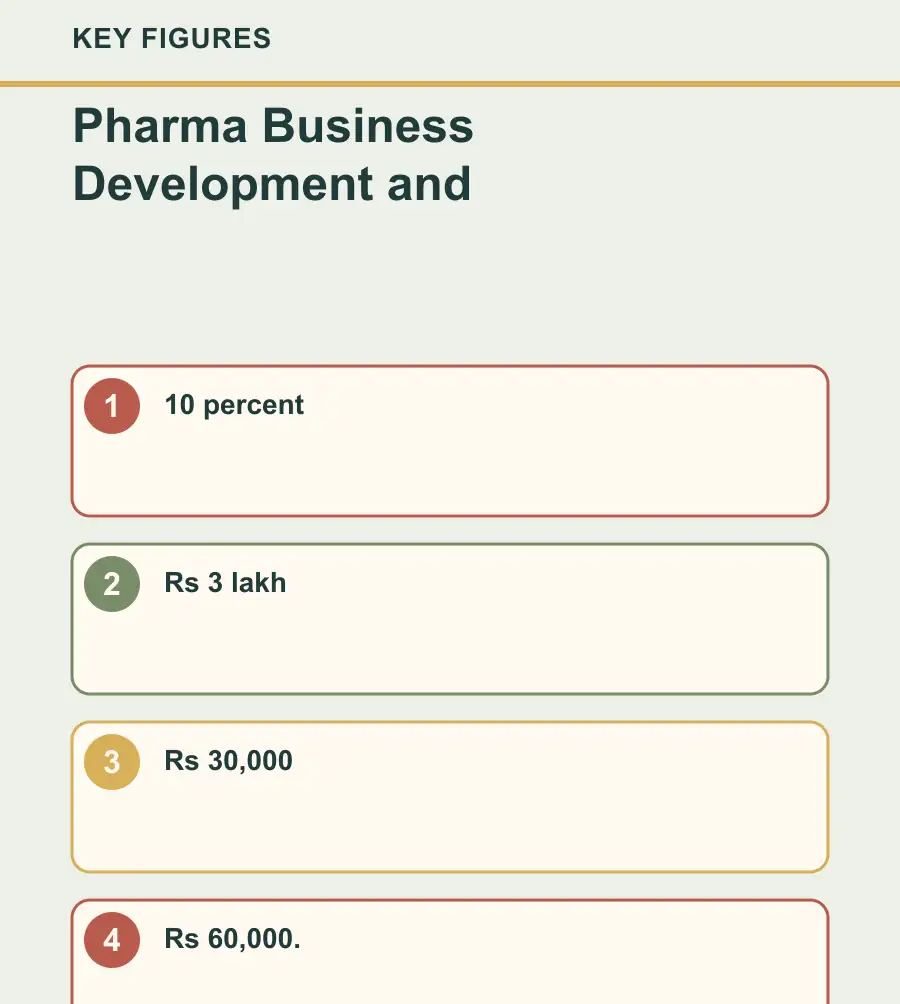 KEY FIGURES
Pharma Business
Development and
1 10 percent
2 Rs 3 lakh
3 Rs 30,000
4 Rs 60,000.